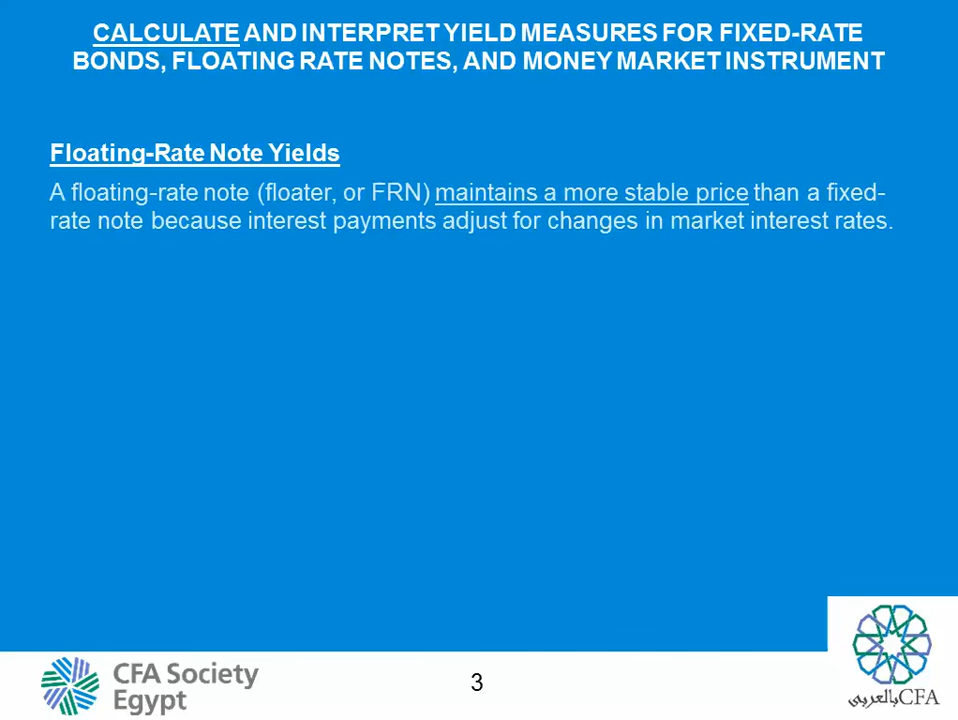 CALCULATE AND INTERPRET YIELD MEASURES FOR FIXED-RATE
BONDS, FLOATING RATE NOTES, AND MONEY MARKET INSTRUMENT
Floating-Rate Note Yields
A floating-rate note (floater, or FRN) maintains a more stable price than a fixed-
rate note because interest payments adjust for changes in market interest rates.
CFA Society
Egypt
3
CFA بالعربي